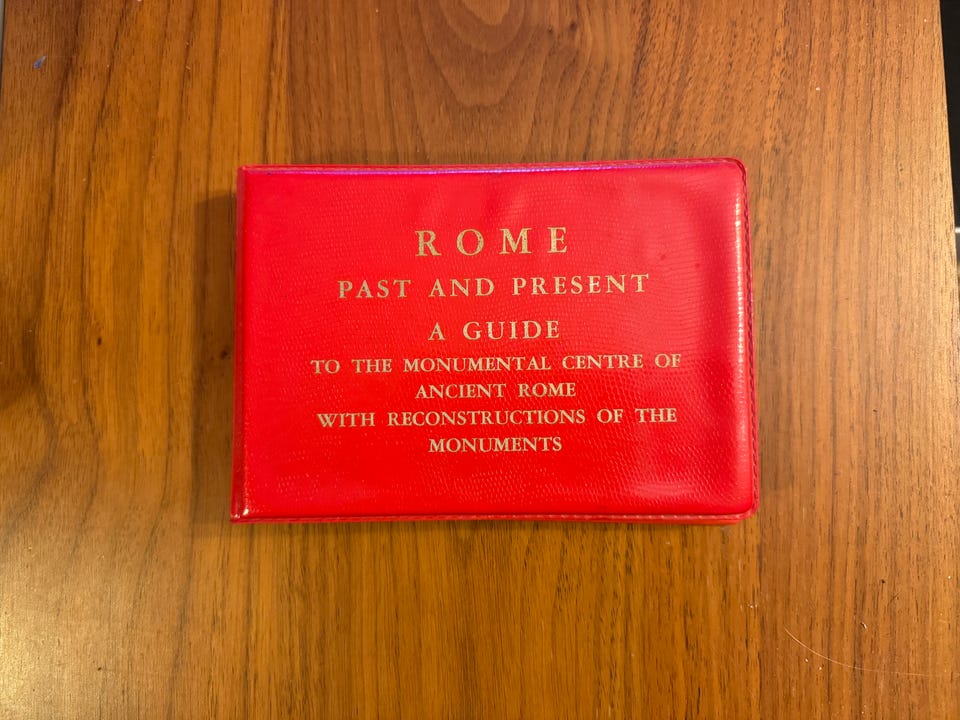 ROME
PAST AND PRESENT
A GUIDE
TO THE MONUMENTAL CENTRE OF
ANCIENT ROME
WITH RECONSTRUCTIONS OF THE
MONUMENTS